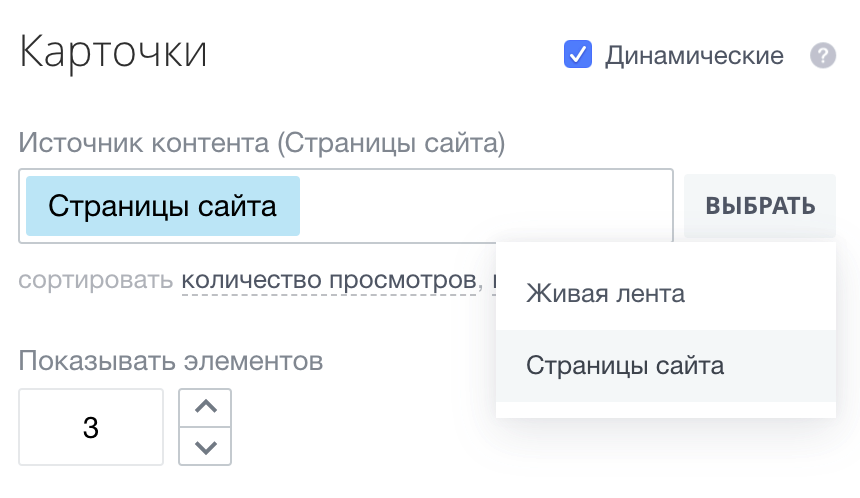 Карточки
Динамические
?
Источник контента (Страницы сайта)
Страницы сайта
ВЫБРАТЬ
сортировать количество просмотров,
Живая лента
Страницы сайта
Показывать элементов
3